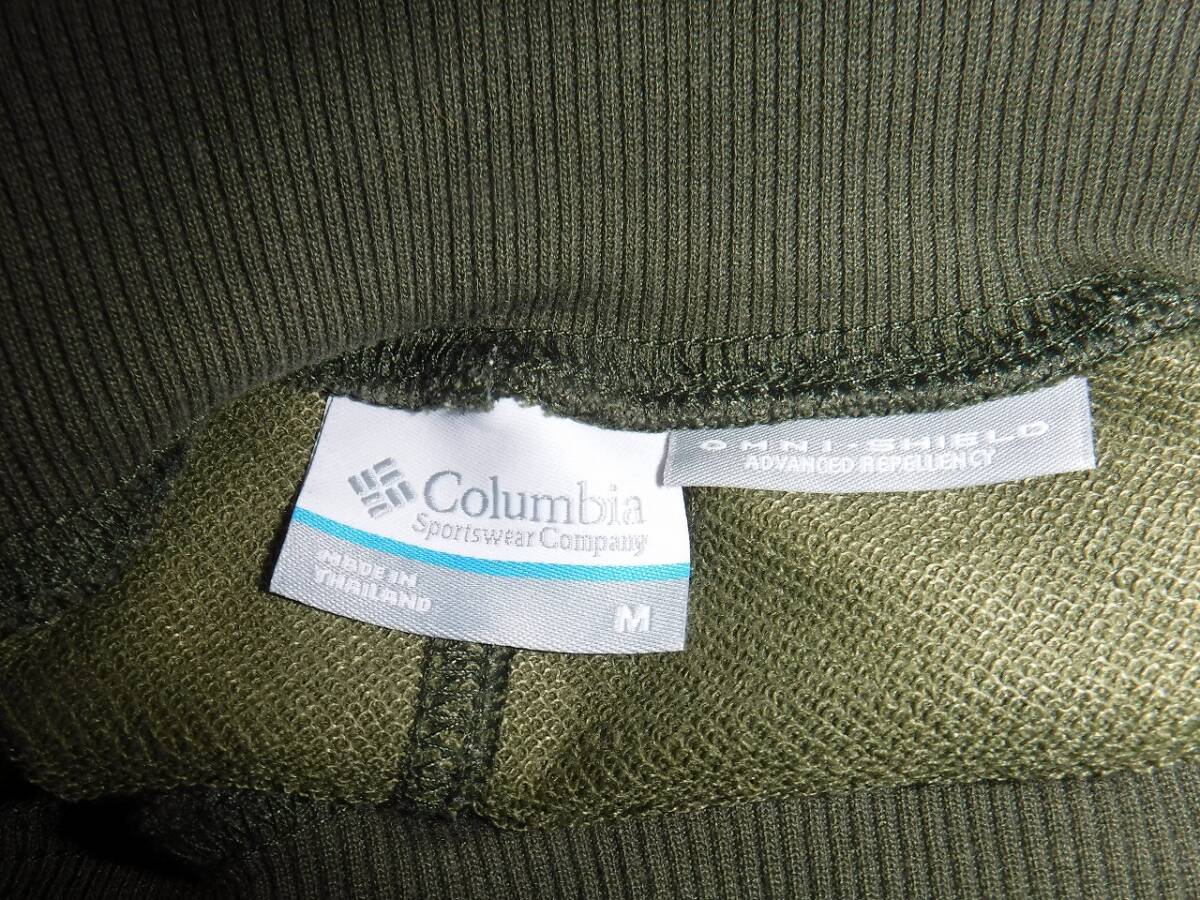 Columbia
Sportswear Company
MADE IN
THAILAND
M
OMNI-SHIELD
ADVANCED REPELLENCY